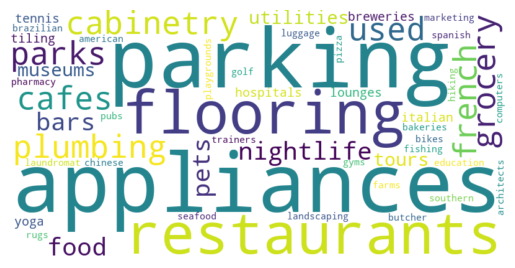 tennis
cabinetry
utilities
breweries
marketing
brazilian
american
luggage
pizza
used
spanish
tiling
parks
parking
grocery
museums
playgrounds
golf
french
hiking
computers
pharmacy
hospitals
lounges
cafes
flooring
italian
bars
pubs
bakeries
plumbing
trainers
nightlife
bikes
fishing
laundromat
chinese
pets
gyms
tours
education
appliances
farms
southern
architects
yoga
seafood
landscaping
butcher
rugs
food
restaurants